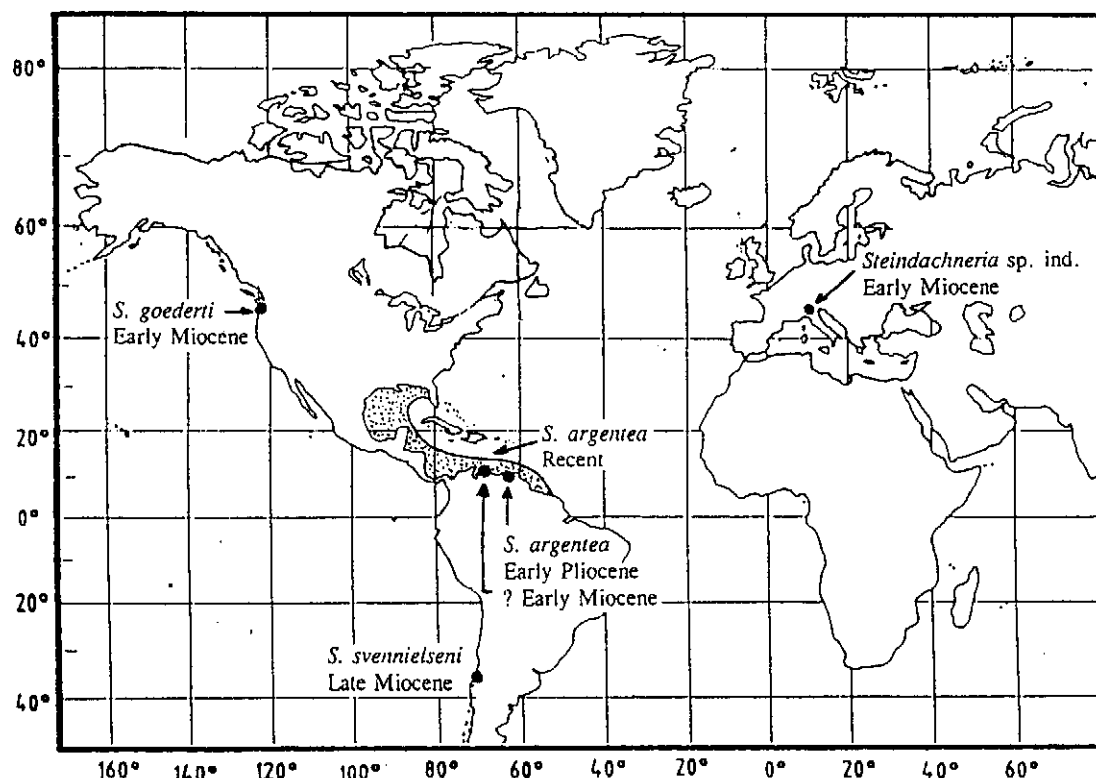 80°
60°
40°
20°
0°
20°
40°
S. goederti
Early Miocene
Steindachneria sp. ind.
Early Miocene
S. argentea
Recent
S. argentea
Early Pliocene
? Early Miocene
S. svennielseni
Late Miocene
160° 140° 120° 100° 80° 60° 40° 20° 0° 20° 40° 60°